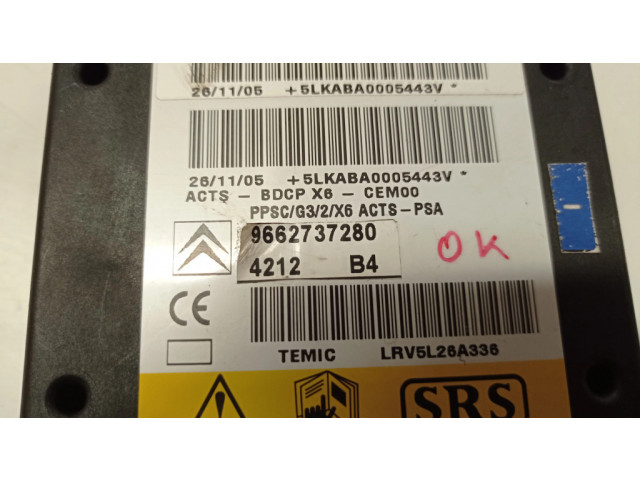 26/11/05 +5LKABA0005443V *
26/11/05 +5LKABA0005443V *
ACTS - BDCP X6 - CEM00
PPSC/G3/2/X6 ACTS-PSA
9662737280
4212 B4
OK
CE
TEMIC LRV5L26A336
SRS